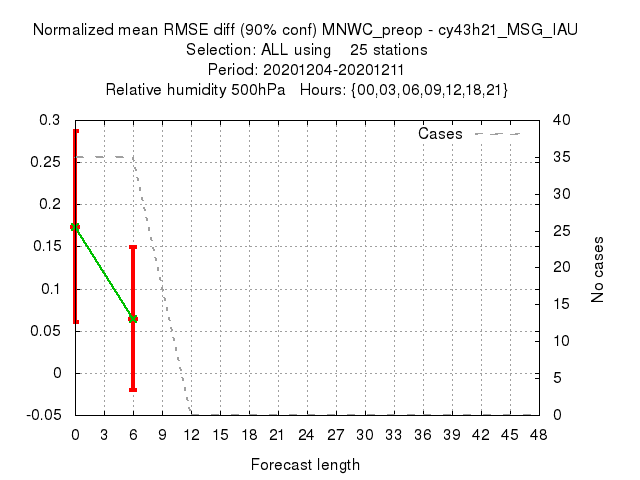 Normalized mean RMSE diff (90% conf) MNWC_preop - cy43h21_MSG_IAU
Selection: ALL using 25 stations
Period: 20201204-20201211
Relative humidity 500hPa Hours: {00,03,06,09,12,18,21}
0.3
0.25
0.2
0.15
0.1
0.05
0
-0.05
Cases
40
35
30
25
20
15
10
5
0
No cases
0 3 6 9 12 15 18 21 24 27 30 33 36 39 42 45 48
Forecast length